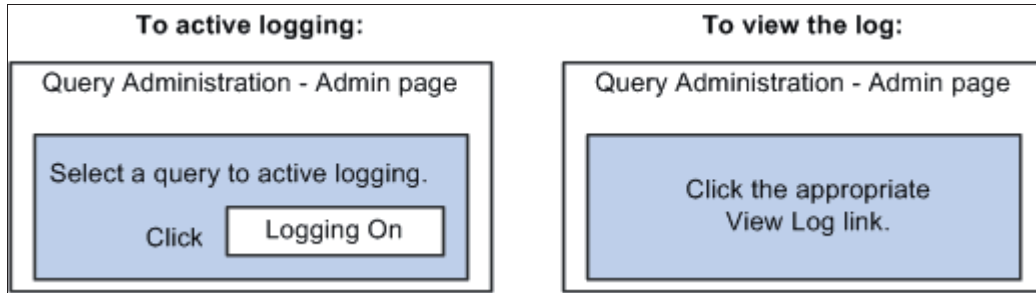 To active logging:
Query Administration - Admin page
Select a query to active logging.
Click Logging On
To view the log:
Query Administration - Admin page
Click the appropriate
View Log link.